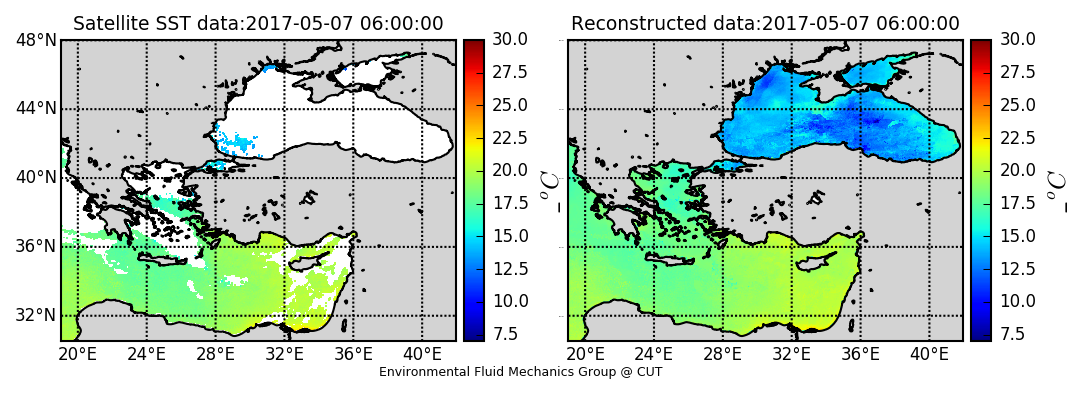 Satellite SST data:2017-05-07 06:00:00
48°N
44°N
40°N
36°N
32°N
20°E 24°E 28°E 32°E 36°E 40°E
30.0
27.5
25.0
22.5
20.0
17.5
15.0
12.5
10.0
7.5
_ °C
Reconstructed data:2017-05-07 06:00:00
20°E 24°E 28°E 32°E 36°E 40°E
30.0
27.5
25.0
22.5
20.0
17.5
15.0
12.5
10.0
7.5
_ °C
Environmental Fluid Mechanics Group @ CUT